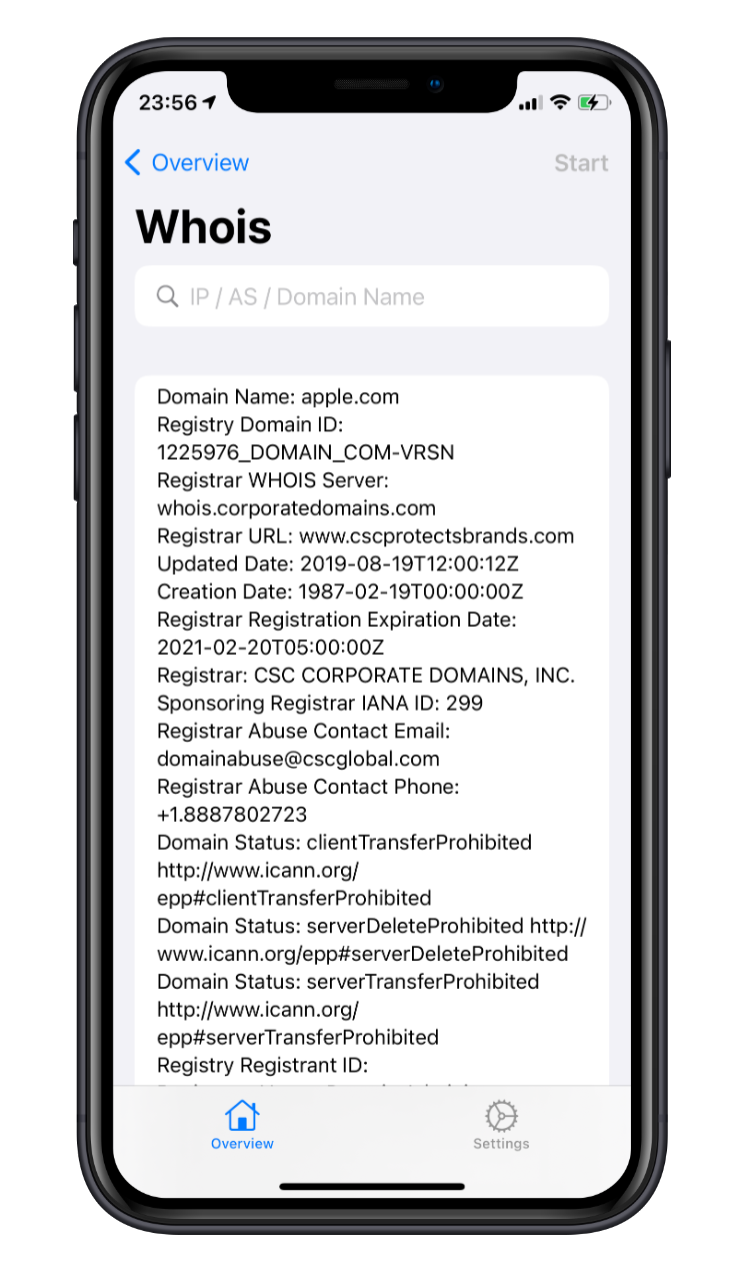 23:56
Overview
Start
Whois
IP / AS / Domain Name
Domain Name: apple.com
Registry Domain ID:
1225976_DOMAIN_COM-VRSN
Registrar WHOIS Server:
whois.corporatedomains.com
Registrar URL: www.cscprotectsbrands.com
Updated Date: 2019-08-19T12:00:12Z
Creation Date: 1987-02-19T00:00:00Z
Registrar Registration Expiration Date:
2021-02-20T05:00:00Z
Registrar: CSC CORPORATE DOMAINS, INC.
Sponsoring Registrar IANA ID: 299
Registrar Abuse Contact Email:
domainabuse@cscglobal.com
Registrar Abuse Contact Phone:
+1.8887802723
Domain Status: clientTransferProhibited
http://www.icann.org/
epp#clientTransferProhibited
Domain Status: serverDeleteProhibited http://
www.icann.org/epp#serverDeleteProhibited
Domain Status: serverTransferProhibited
http://www.icann.org/
epp#serverTransferProhibited
Registry Registrant ID:
Overview
Settings